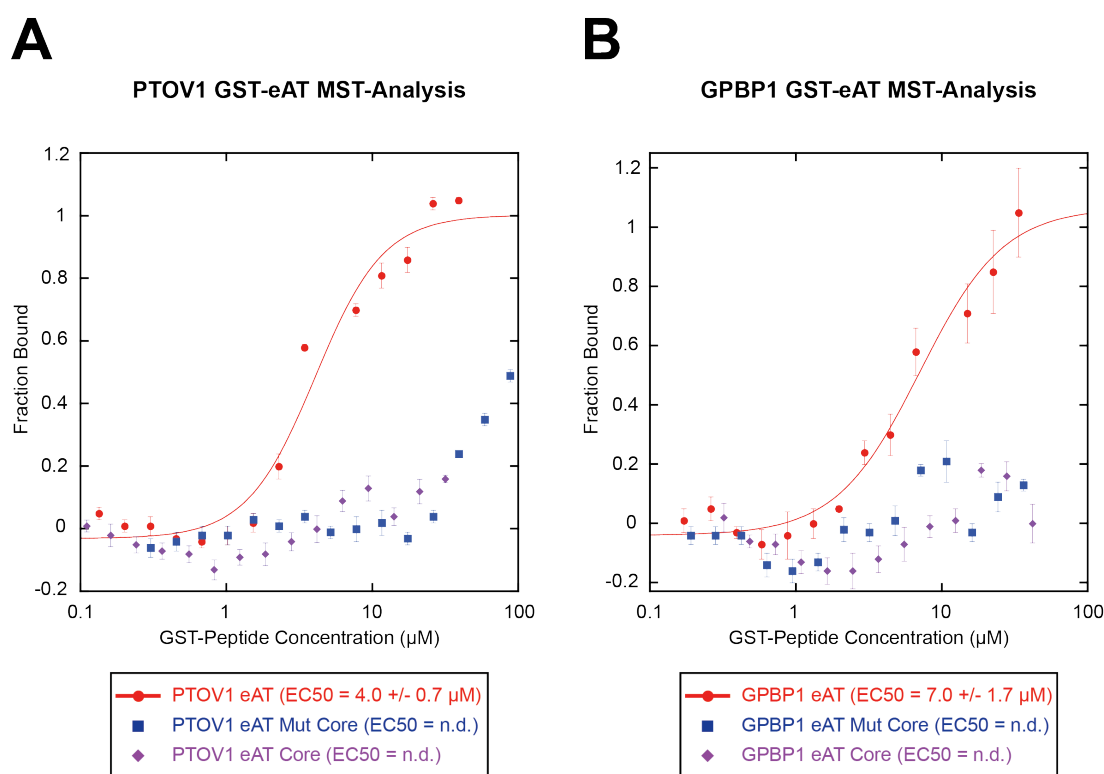 A
PTOV1 GST-eAT MST-Analysis
1.2
1
0.8
0.6
0.4
0.2
0
-0.2
Fraction Bound
0.1
1
10
100
GST-Peptide Concentration (µM)
PTOV1 eAT (EC50 = 4.0 +/- 0.7 µM)
PTOV1 eAT Mut Core (EC50 = n.d.)
PTOV1 eAT Core (EC50 = n.d.)
B
GPBP1 GST-eAT MST-Analysis
1.2
1
0.8
0.6
0.4
0.2
0
-0.2
Fraction Bound
0.1
1
10
100
GST-Peptide Concentration (µM)
GPBP1 eAT (EC50 = 7.0 +/- 1.7 µM)
GPBP1 eAT Mut Core (EC50 = n.d.)
GPBP1 eAT Core (EC50 = n.d.)